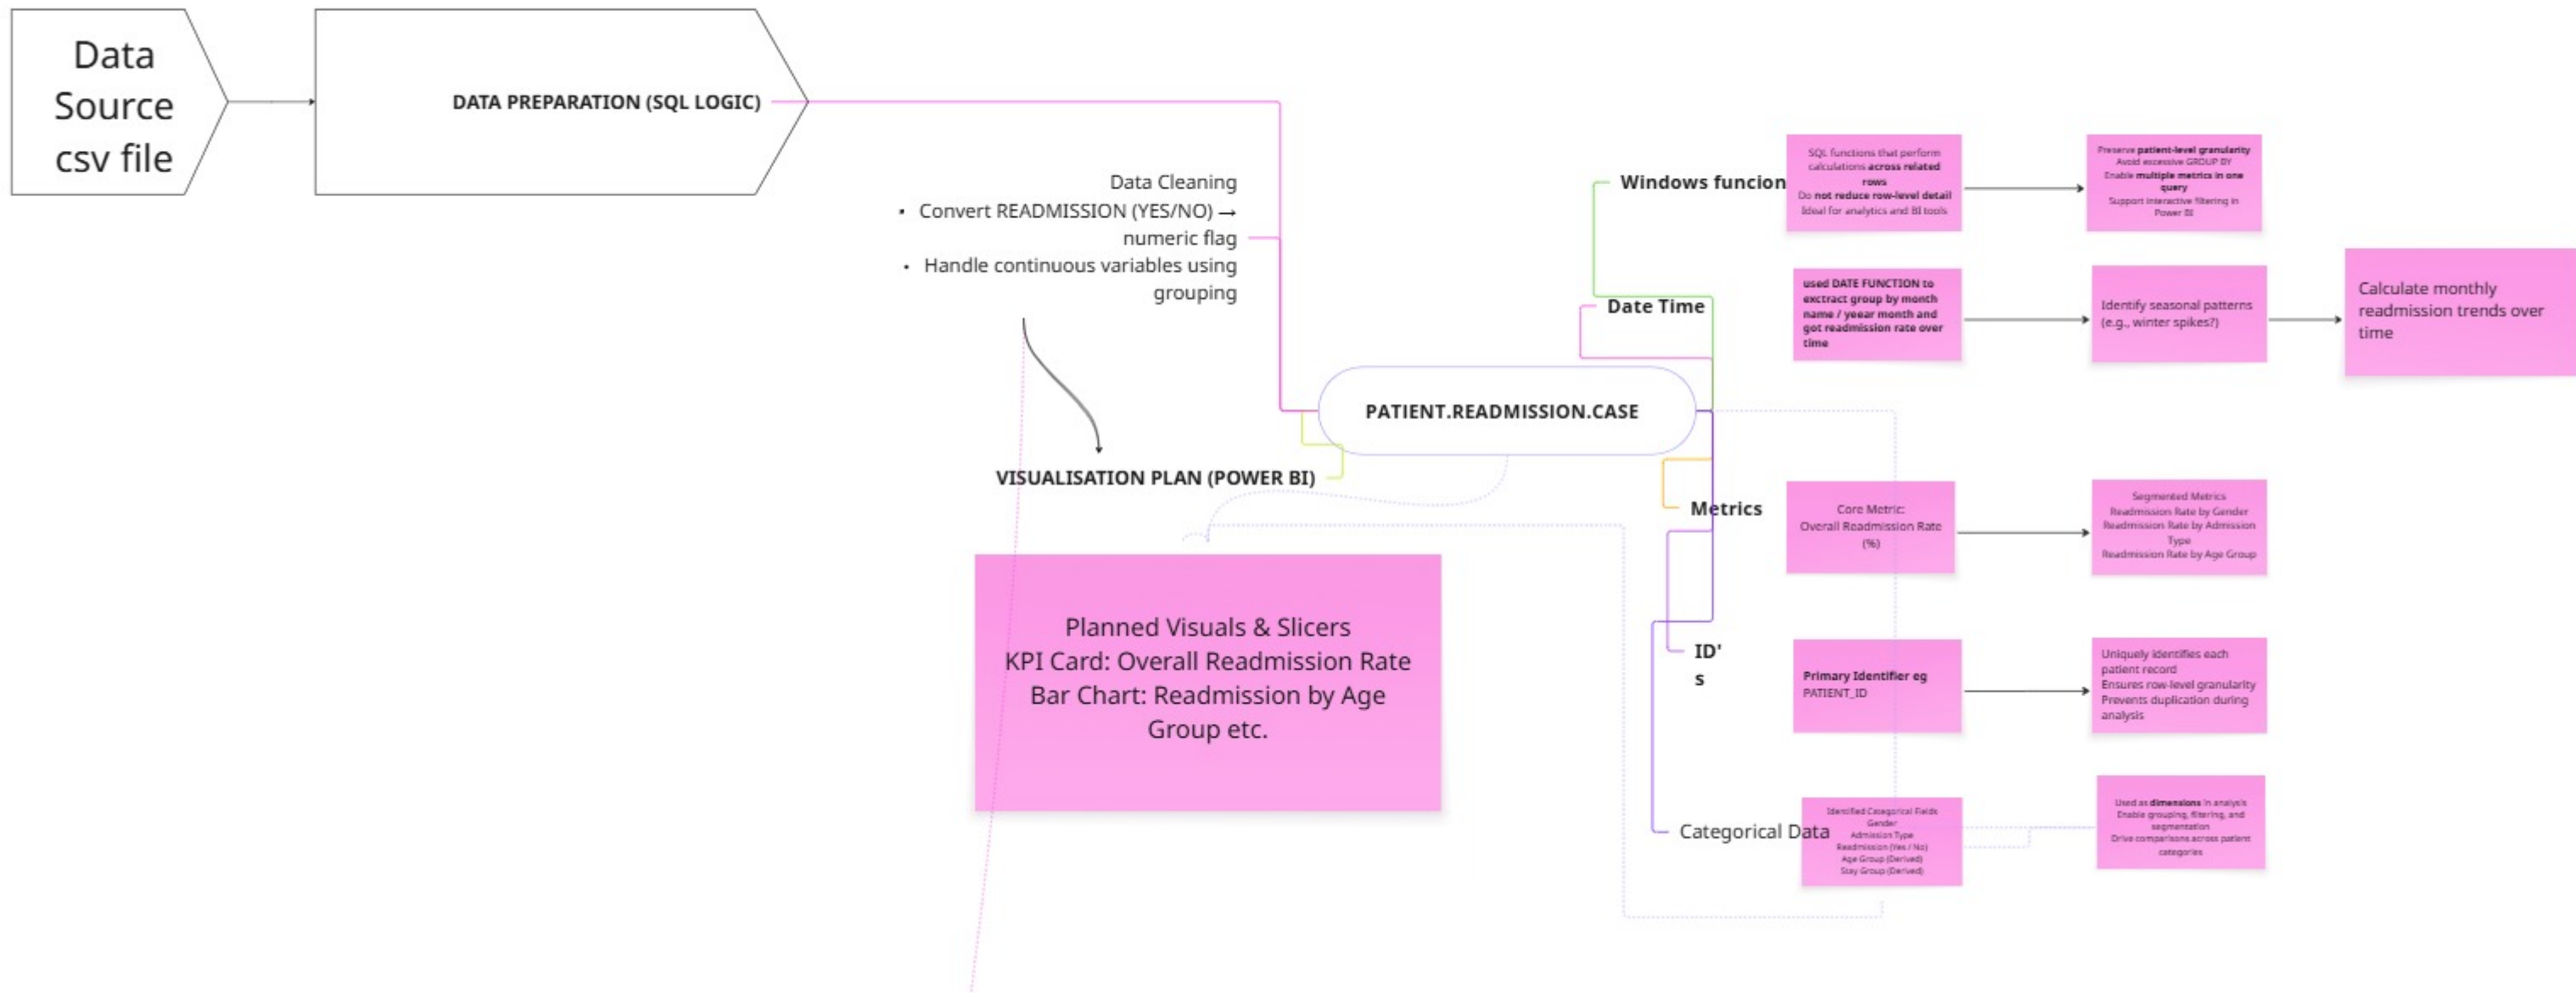 Data
Source
csv file
DATA PREPARATION (SQL LOGIC)
Data Cleaning
• Convert READMISSION (YES/NO) →
numeric flag
• Handle continuous variables using
grouping
VISUALISATION PLAN (POWER BI)
Planned Visuals & Slicers
KPI Card: Overall Readmission Rate
Bar Chart: Readmission by Age
Group etc.
PATIENT.READMISSION.CASE
Windows funcion
SQL functions that perform
calculations across related
rows
Do not reduce row-level detail
Ideal for analytics and BI tools
Preserve patient-level granularity
Avoid excessive GROUP BY
Enable multiple metrics in one
query
Support interactive filtering in
Power BI
Date Time
used DATE FUNCTION to
exctract group by month
name / yeear month and
got readmission rate over
time
Identify seasonal patterns
(e.g., winter spikes?)
Calculate monthly
readmission trends over
time
Metrics
Core Metric:
Overall Readmission Rate
(%)
Segmented Metrics
Readmission Rate by Gender
Readmission Rate by Admission
Type
Readmission Rate by Age Group
ID'
s
Primary Identifier eg
PATIENT_ID
Uniquely identifies each
patient record
Ensures row-level granularity
Prevents duplication during
analysis
Categorical Data
Identified Categorical Fields
Gender
Admission Type
Readmission (Yes / No)
Age Group (Derived)
Stay Group (Derived)
Used as dimensions in analysis
Enable grouping, filtering, and
segmentation
Drive comparisons across patient
categories